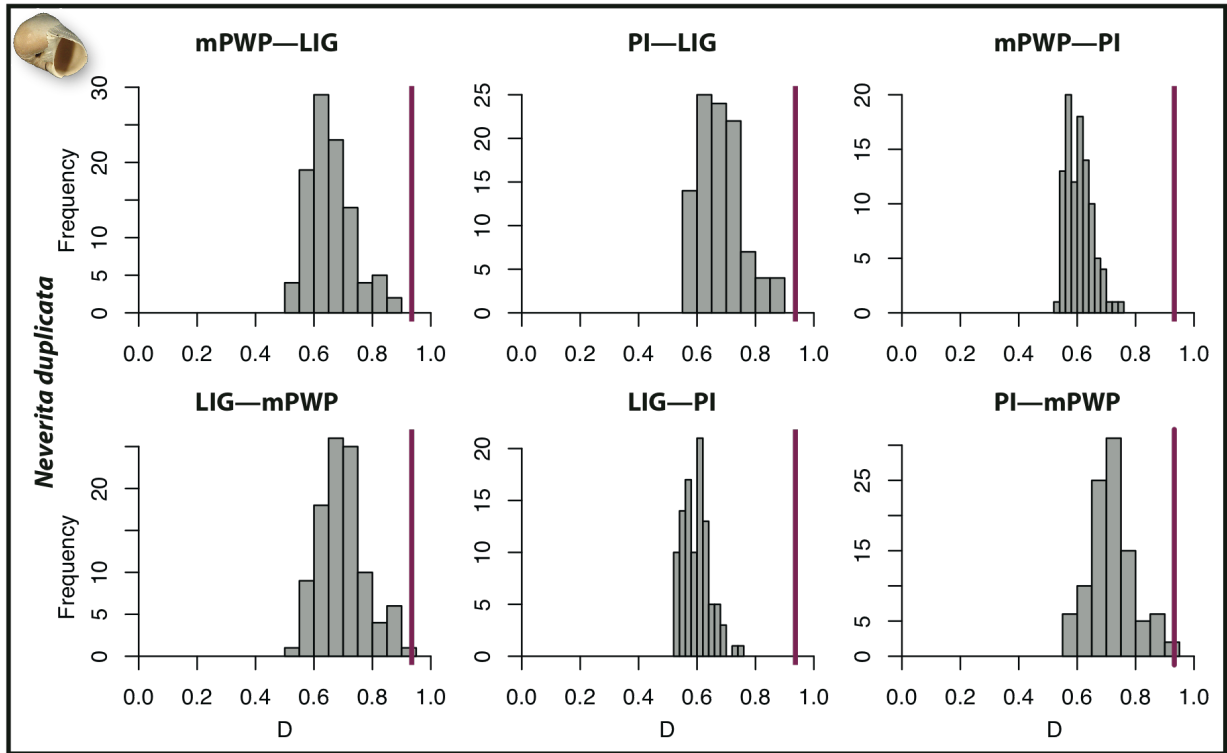 mPWP—LIG
PI—LIG
mPWP—PI
Neverita duplicata
Frequency
0 5 10 20 30
0.0 0.2 0.4 0.6 0.8 1.0
0 5 10 15 20 25
0.0 0.2 0.4 0.6 0.8 1.0
0 5 10 15 20
0.0 0.2 0.4 0.6 0.8 1.0
LIG—mPWP
LIG—PI
PI—mPWP
Frequency
0 5 10 20
0.0 0.2 0.4 0.6 0.8 1.0
D
0 5 10 15 20
0.0 0.2 0.4 0.6 0.8 1.0
D
0 5 15 25
0.0 0.2 0.4 0.6 0.8 1.0
D